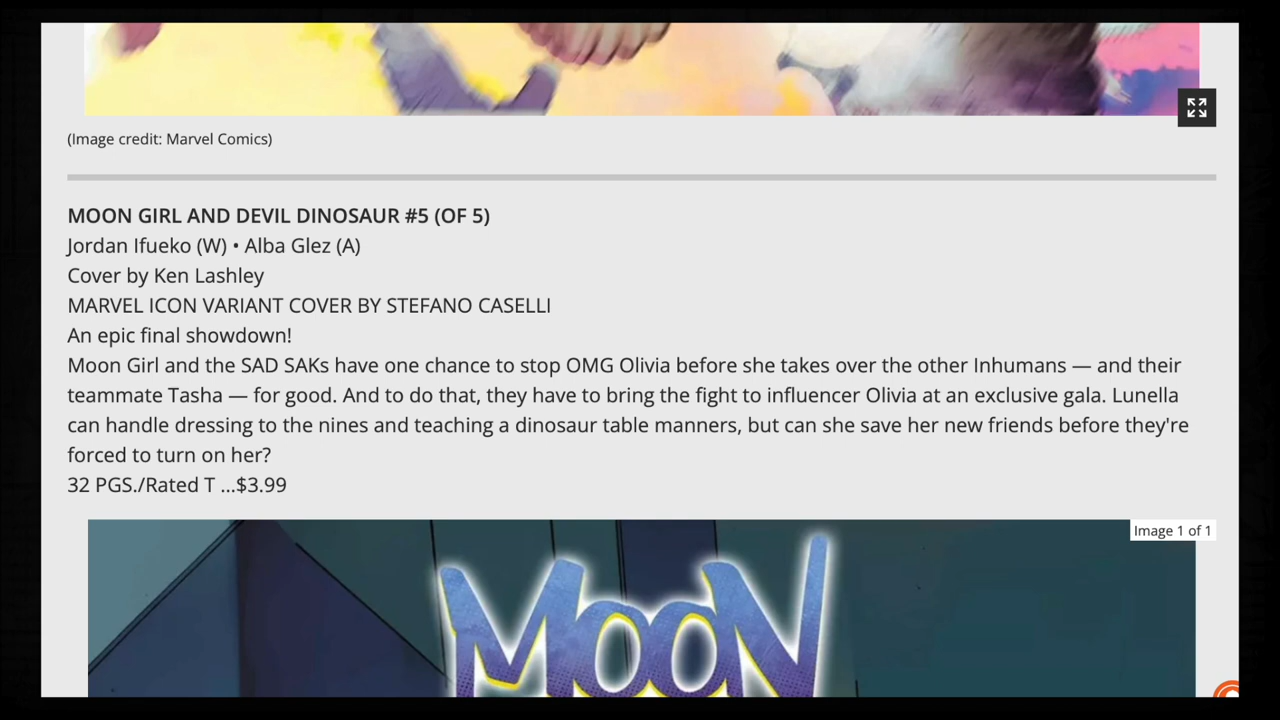 (Image credit: Marvel Comics)
MOON GIRL AND DEVIL DINOSAUR #5 (OF 5)
Jordan Ifueko (W) • Alba Glez (A)
Cover by Ken Lashley
MARVEL ICON VARIANT COVER BY STEFANO CASELLI
An epic final showdown!
Moon Girl and the SAD SAKs have one chance to stop OMG Olivia before she takes over the other Inhumans — and their
teammate Tasha — for good. And to do that, they have to bring the fight to influencer Olivia at an exclusive gala. Lunella
can handle dressing to the nines and teaching a dinosaur table manners, but can she save her new friends before they're
forced to turn on her?
32 PGS./Rated T ...$3.99
Image 1 of 1
MOON